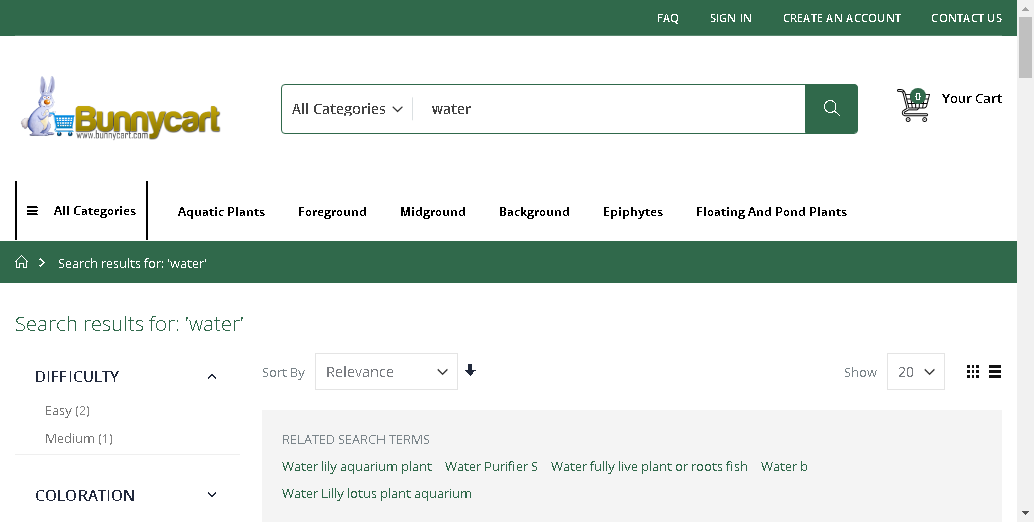 FAQ SIGN IN CREATE AN ACCOUNT CONTACT US
Bunnycart
www.bunnycart.com
All Categories water
0 Your Cart
All Categories Aquatic Plants Foreground Midground Background Epiphytes Floating And Pond Plants
Search results for: 'water'
Search results for: 'water'
DIFFICULTY
Easy (2)
Medium (1)
COLORATION
Sort By Relevance Show 20
RELATED SEARCH TERMS
Water lily aquarium plant Water Purifier S Water fully live plant or roots fish Water b
Water Lilly lotus plant aquarium